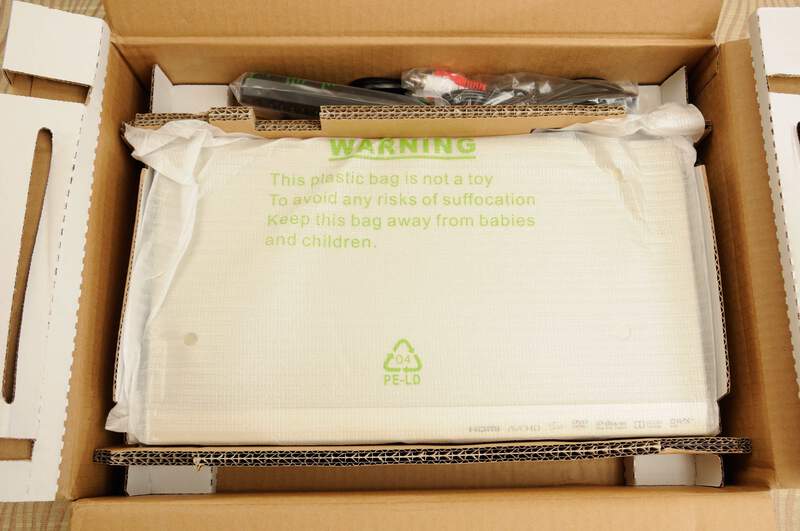 WARNING
This plastic bag is not a toy
To avoid any risks of suffocation
Keep this bag away from babies
and children.
04
PE-LD
HDMI AVCHD